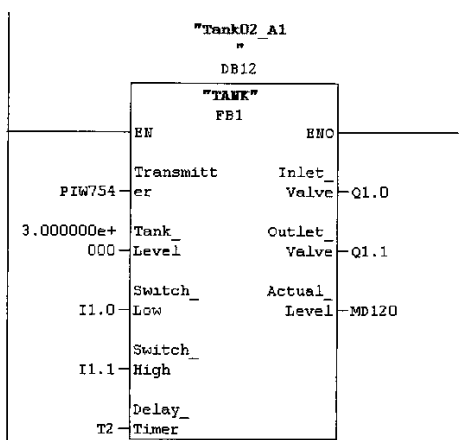 "Tank02_A1
"
DB12
"TANK"
FB1
EN ENO
Transmitt Inlet_
PIW754 er Valve Q1.0
3.000000e+ Tank_ Outlet_
000 Level Valve Q1.1
Switch_ Actual_
I1.0 Low Level MD120
Switch_
I1.1 High
Delay_
T2 Timer